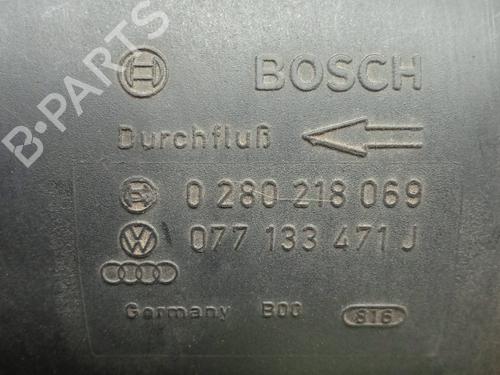 B-PARTS
BOSCH
Durchfluß
0 280 218 069
077 133 471 J
Germany B00 816